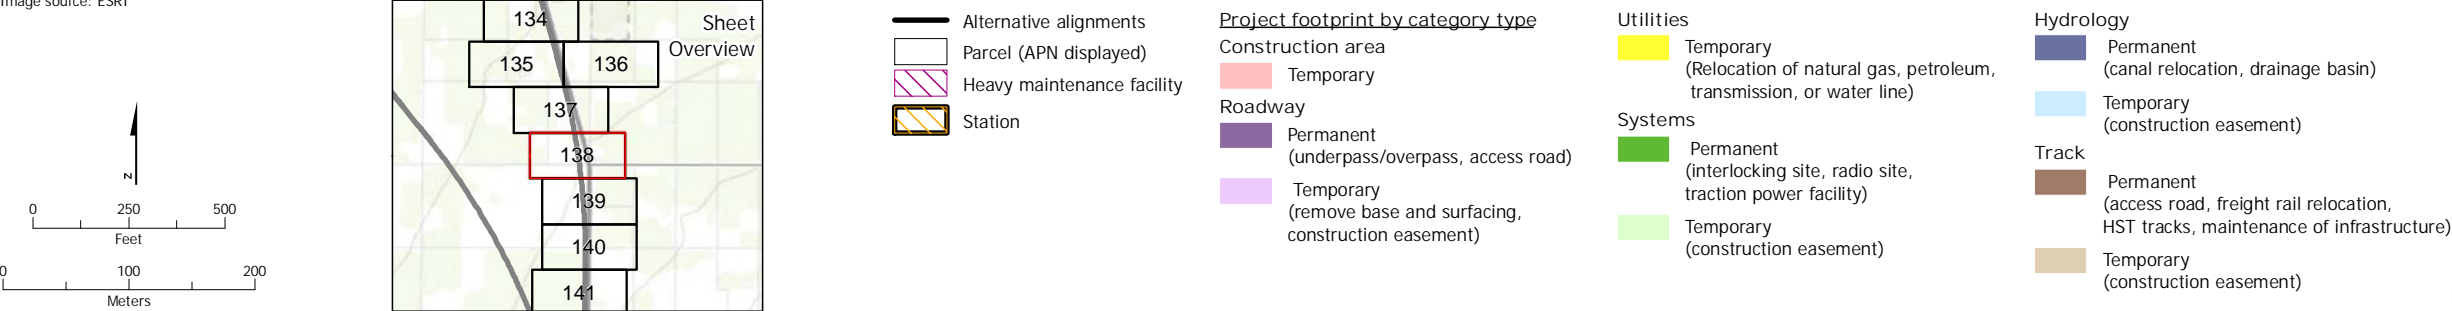 Image source: ESRI
N
0 250 500
Feet
0 100 200
Meters
Sheet
Overview
134
135
136
137
138
139
140
141
Alternative alignments
Parcel (APN displayed)
Heavy maintenance facility
Station
Project footprint by category type
Construction area
Temporary
Roadway
Permanent
(underpass/overpass, access road)
Temporary
(remove base and surfacing,
construction easement)
Utilities
Temporary
(Relocation of natural gas, petroleum,
transmission, or water line)
Systems
Permanent
(interlocking site, radio site,
traction power facility)
Temporary
(construction easement)
Hydrology
Permanent
(canal relocation, drainage basin)
Temporary
(construction easement)
Track
Permanent
(access road, freight rail relocation,
HST tracks, maintenance of infrastructure)
Temporary
(construction easement)